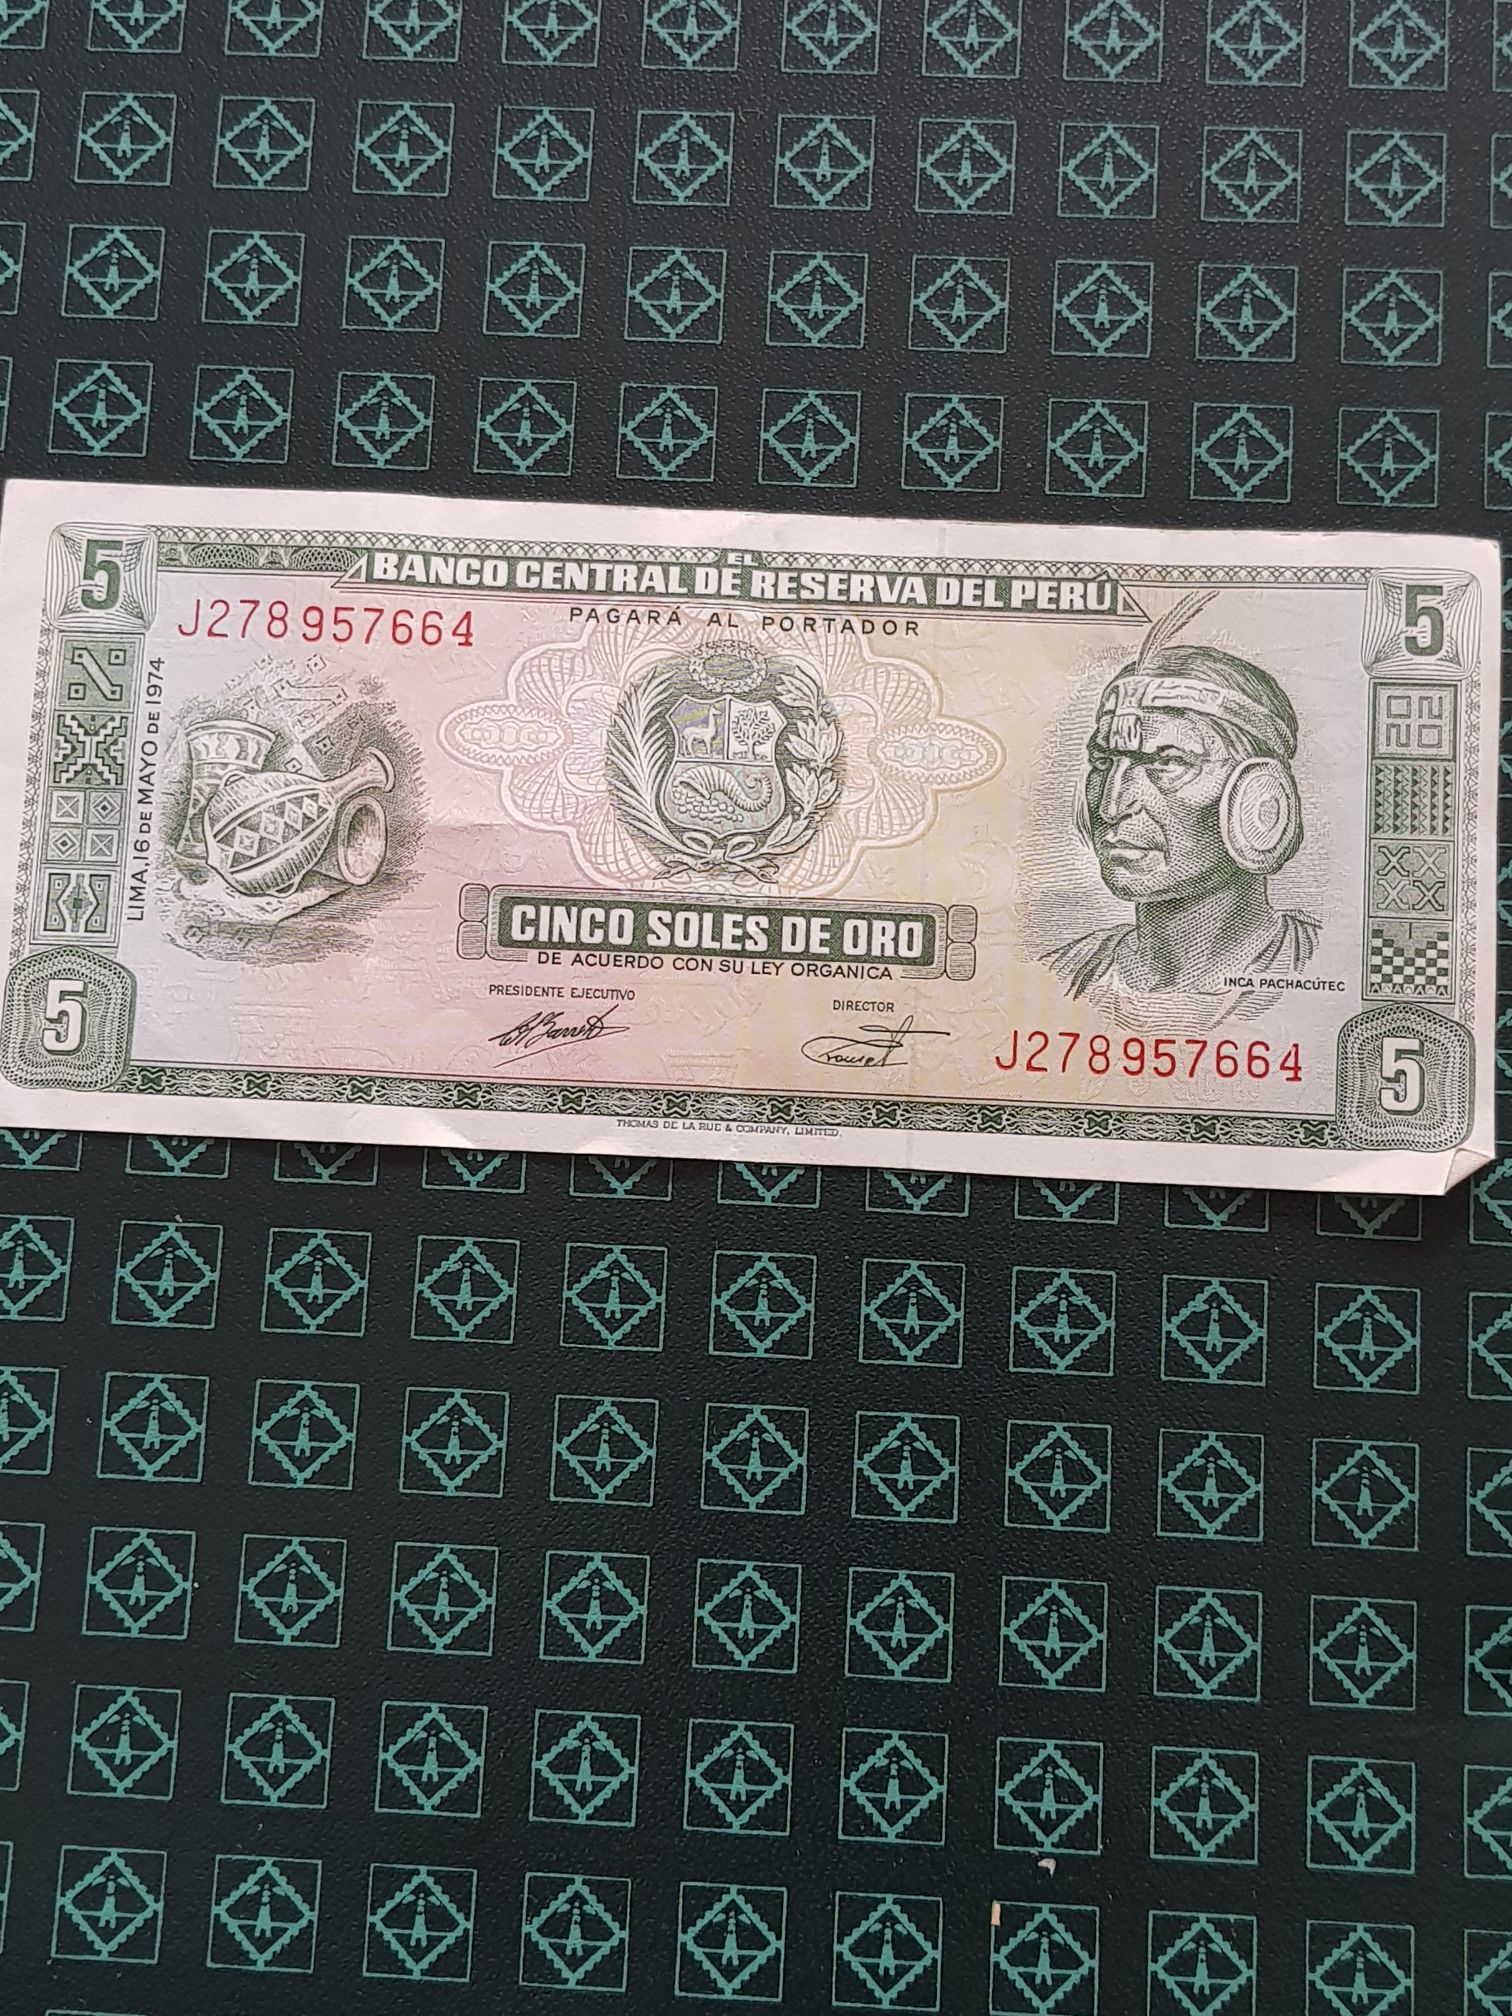 5
EL
BANCO CENTRAL DE RESERVA DEL PERÚ
5
J278957664
PAGARÁ AL PORTADOR
LIMA, 16 DE MAYO DE 1974
CINCO SOLES DE ORO
DE ACUERDO CON SU LEY ORGANICA
INCA PACHACÚTEC
PRESIDENTE EJECUTIVO
DIRECTOR
J278957664
5
5
THOMAS DE LA RUE & COMPANY, LIMITED.